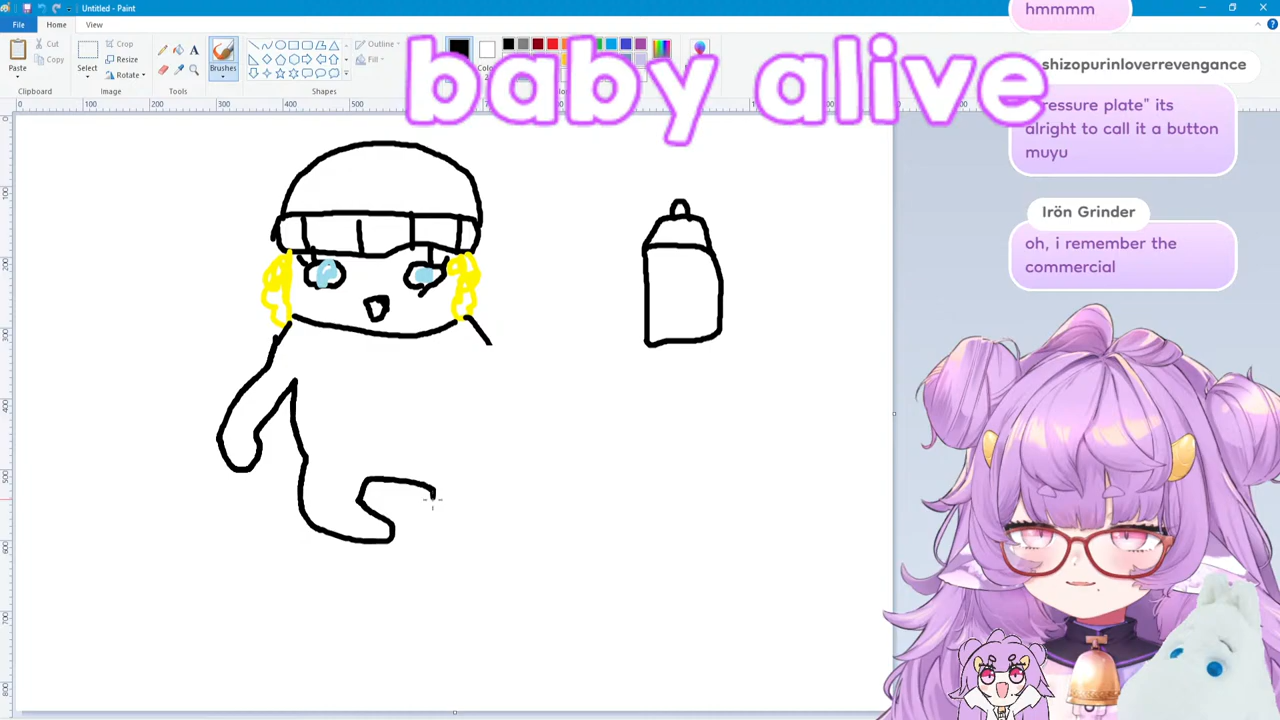 Untitled - Paint
File
Home
View
Paste
Cut
Copy
Clipboard
Select
Crop
Resize
Rotate
Image
A
Tools
Brushes
Outline
Fill
Shapes
baby alive
hmmmm
shizopurinloverrevengance
pressure plate" its
alright to call it a button
muyu
Irön Grinder
oh, i remember the
commercial